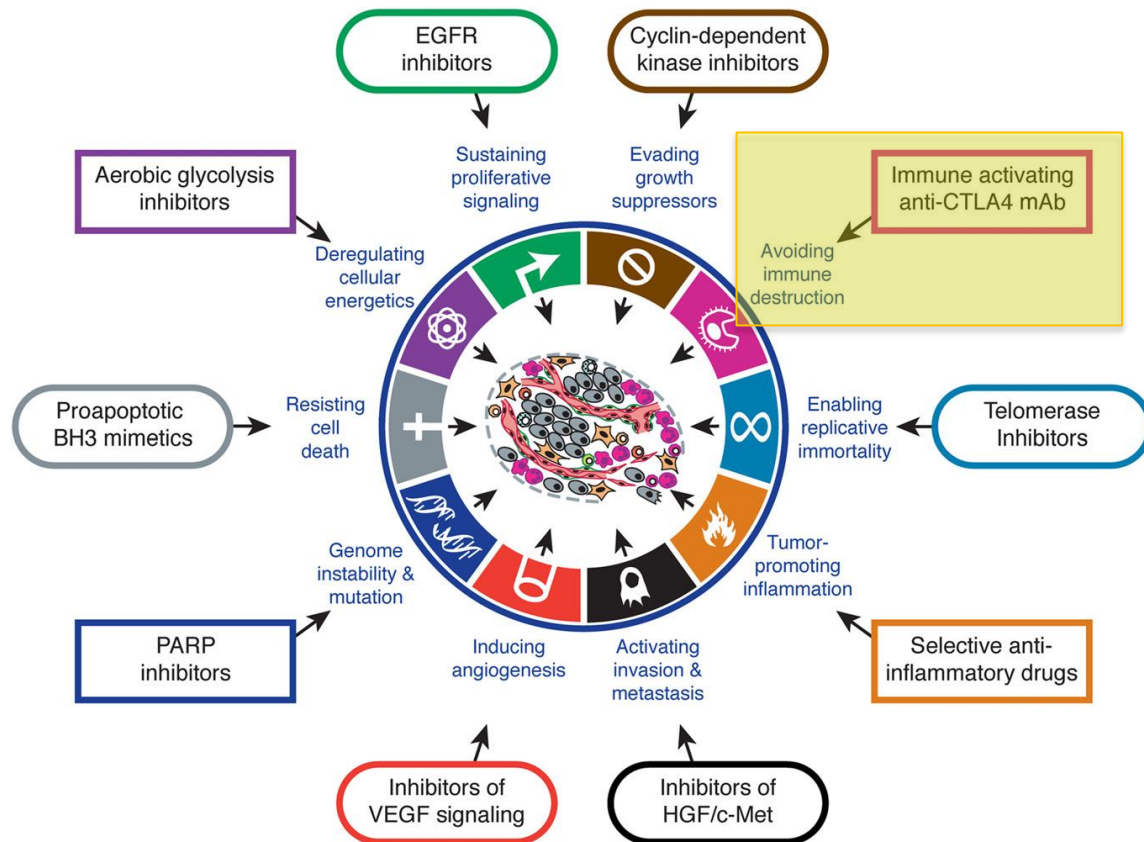 EGFR
inhibitors
Cyclin-dependent
kinase inhibitors
Sustaining
proliferative
signaling
Evading
growth
suppressors
Aerobic glycolysis
inhibitors
Immune activating
anti-CTLA4 mAb
Deregulating
cellular
energetics
Avoiding
immune
destruction
Proapoptotic
BH3 mimetics
Resisting
cell
death
Enabling
replicative
immortality
Telomerase
Inhibitors
Genome
instability &
mutation
Tumor-
promoting
inflammation
PARP
inhibitors
Inducing
angiogenesis
Activating
invasion &
metastasis
Selective anti-
inflammatory drugs
Inhibitors of
VEGF signaling
Inhibitors of
HGF/c-Met